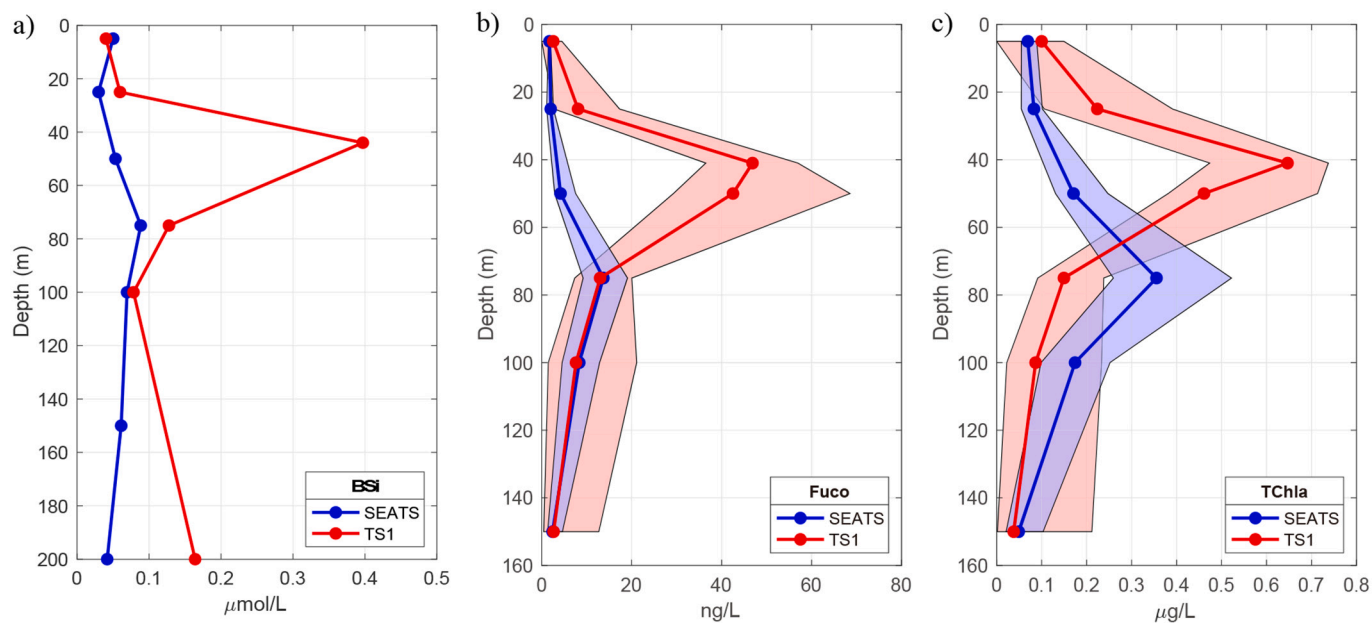 a)
0
20
40
60
80
100
120
140
160
180
200
Depth (m)
0 0.1 0.2 0.3 0.4 0.5
μmol/L
BSi
SEATS
TS1
b)
0
20
40
60
80
100
120
140
160
Depth (m)
0 20 40 60 80
ng/L
Fuco
SEATS
TS1
c)
0
20
40
60
80
100
120
140
160
Depth (m)
0 0.1 0.2 0.3 0.4 0.5 0.6 0.7 0.8
μg/L
TChla
SEATS
TS1